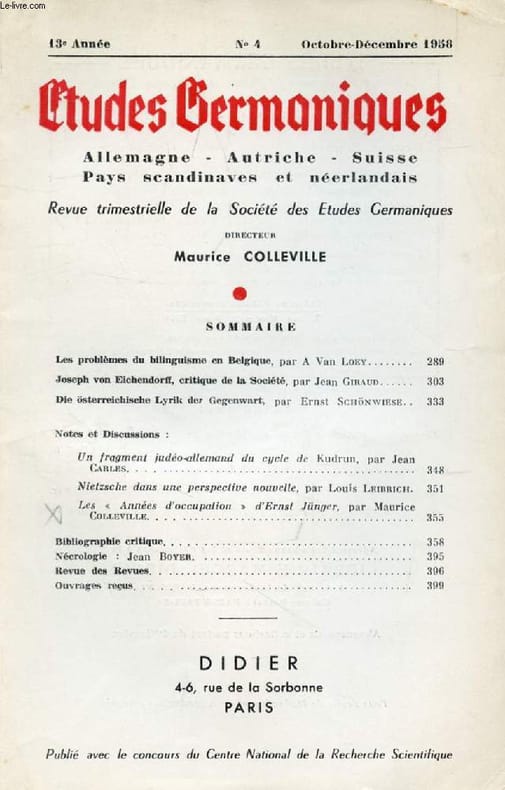 Le-livre.com
13e Année No 4 Octobre-Décembre 1958
Etudes Germaniques
Allemagne - Autriche - Suisse
Pays scandinaves et néerlandais
Revue trimestrielle de la Société des Etudes Germaniques
DIRECTEUR
Maurice COLLEVILLE
SOMMAIRE
Les problèmes du bilinguisme en Belgique, par A Van LOEY........ 289
Joseph von Eichendorff, critique de la Société, par Jean GIRAUD...... 303
Die österreichische Lyrik der Gegenwart, par Ernst SCHÖNWIESE.. 333
Notes et Discussions :
Un fragment judéo-allemand du cycle de Kudrun, par Jean
CARLES. . . . . . . . . . . . . . . . . . . . . . . . . . . . 348
Nietzsche dans une perspective nouvelle, par Louis LEIBRICH. 351
Les « Années d'occupation » d'Ernst Jünger, par Maurice
COLLEVILLE. . . . . . . . . . . . . . . . . . . . . . . . . . 355
Bibliographie critique. . . . . . . . . . . . . . . . . . . . . . 358
Nécrologie : Jean BOYER. . . . . . . . . . . . . . . . . . . . . 395
Revue des Revues. . . . . . . . . . . . . . . . . . . . . . . . 396
Ouvrages reçus. . . . . . . . . . . . . . . . . . . . . . . . . 399
DIDIER
4-6, rue de la Sorbonne
PARIS
Publié avec le concours du Centre National de la Recherche Scientifique